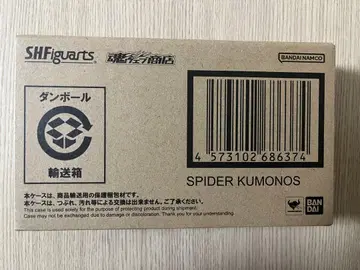 S.H.Figuarts
魂ウェブ商店
BANDAI NAMCO
ダンボール
輸送箱
4 573102 686374
SPIDER KUMONOS
本ケースは、商品輸送用の保護梱包材です。
本ケースは、つぶれ、汚れ等による交換は出来ません。ご了承ください。
This case is used solely for the purpose of protecting product during shipment.
Case may not be exchanged due to damage or discoloration. Thank you for your understanding.
BAN
DAI